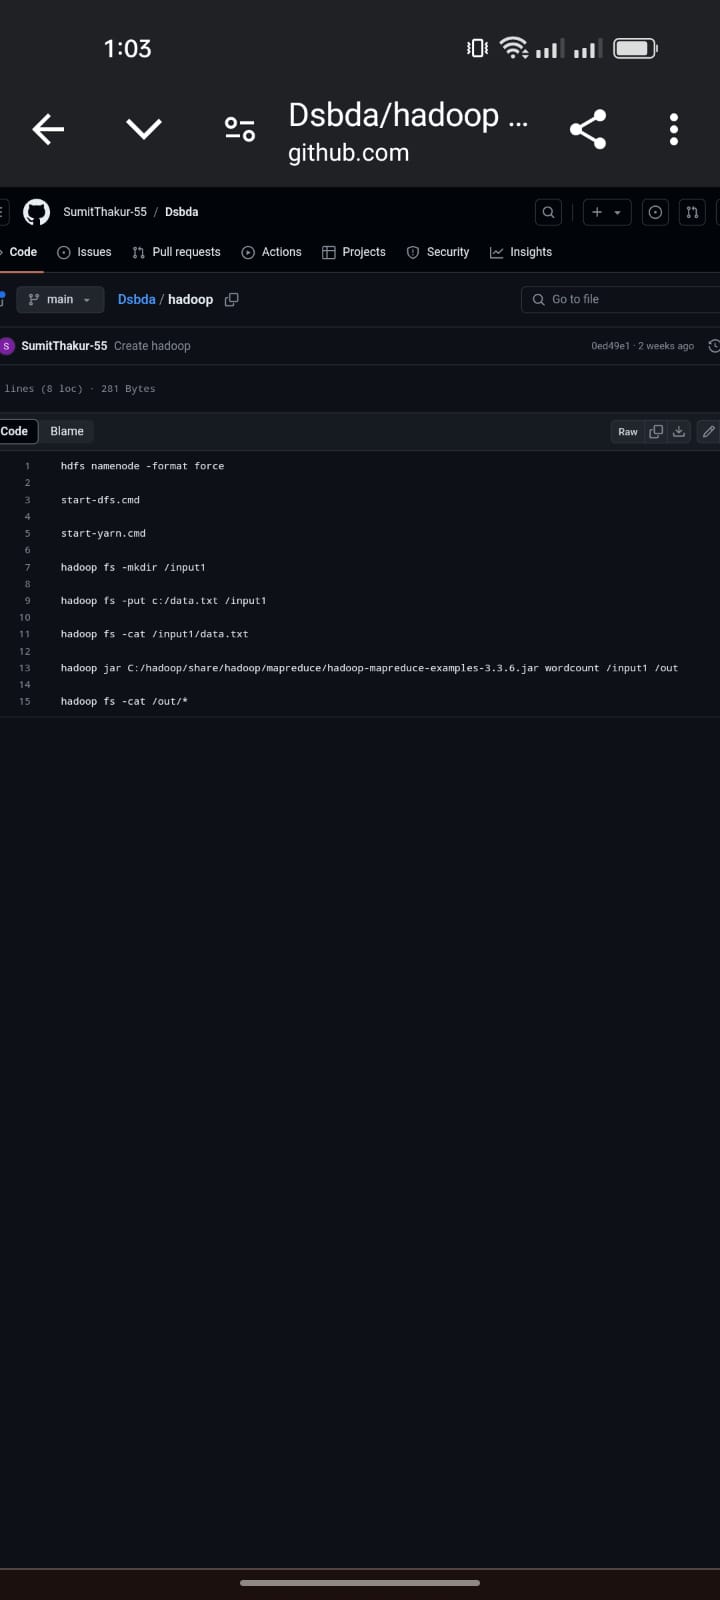 1:03
Dsbda/hadoop ...
github.com
SumitThakur-55 / Dsbda
Code Issues Pull requests Actions Projects Security Insights
main Dsbda / hadoop Go to file
S SumitThakur-55 Create hadoop 0ed49e1 · 2 weeks ago
lines (8 loc) · 281 Bytes
Code Blame Raw
1 hdfs namenode -format force
2
3 start-dfs.cmd
4
5 start-yarn.cmd
6
7 hadoop fs -mkdir /input1
8
9 hadoop fs -put c:/data.txt /input1
10
11 hadoop fs -cat /input1/data.txt
12
13 hadoop jar C:/hadoop/share/hadoop/mapreduce/hadoop-mapreduce-examples-3.3.6.jar wordcount /input1 /out
14
15 hadoop fs -cat /out/*